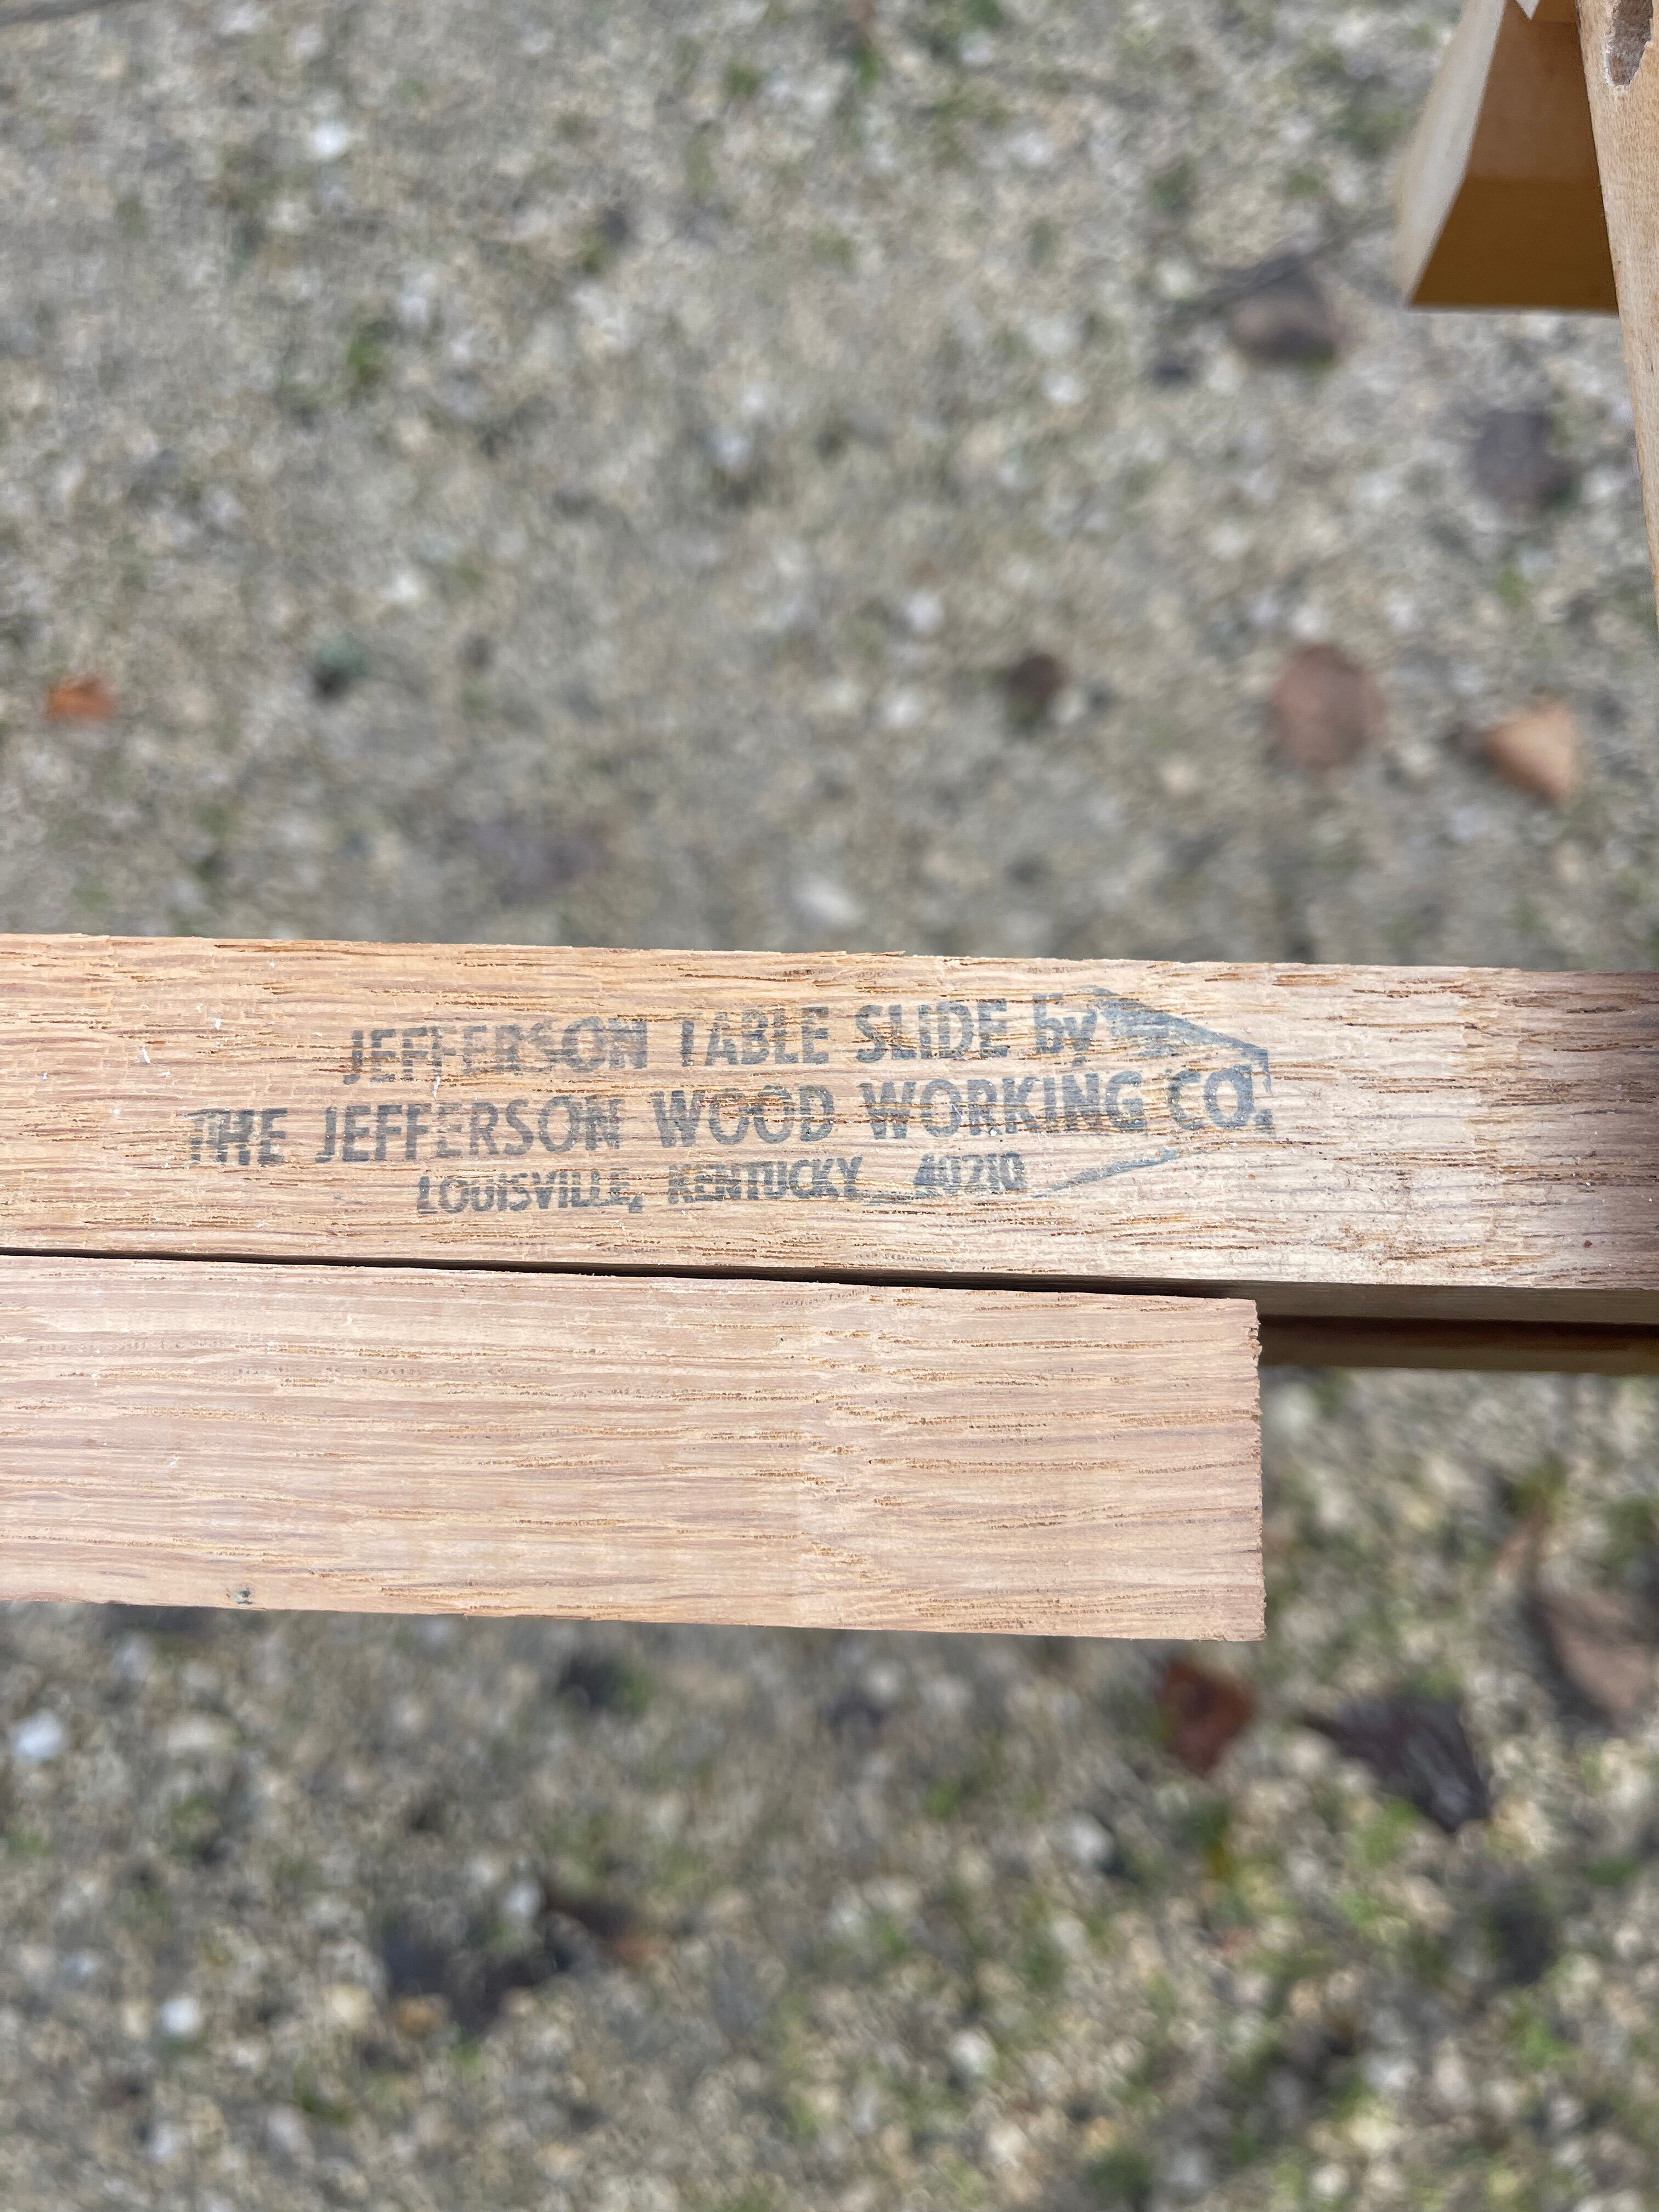 JEFFERSON TABLE SLIDE by
THE JEFFERSON WOOD WORKING CO.
LOUISVILLE, KENTUCKY 40210